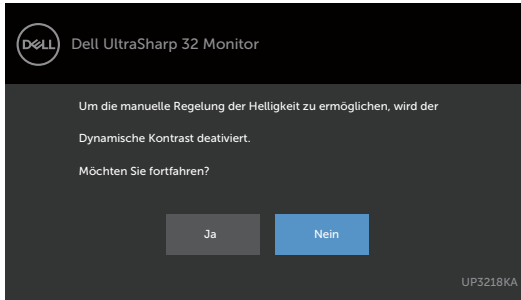 DELL
Dell UltraSharp 32 Monitor
Um die manuelle Regelung der Helligkeit zu ermöglichen, wird der
Dynamische Kontrast deativiert.
Möchten Sie fortfahren?
Ja
Nein
UP3218KA